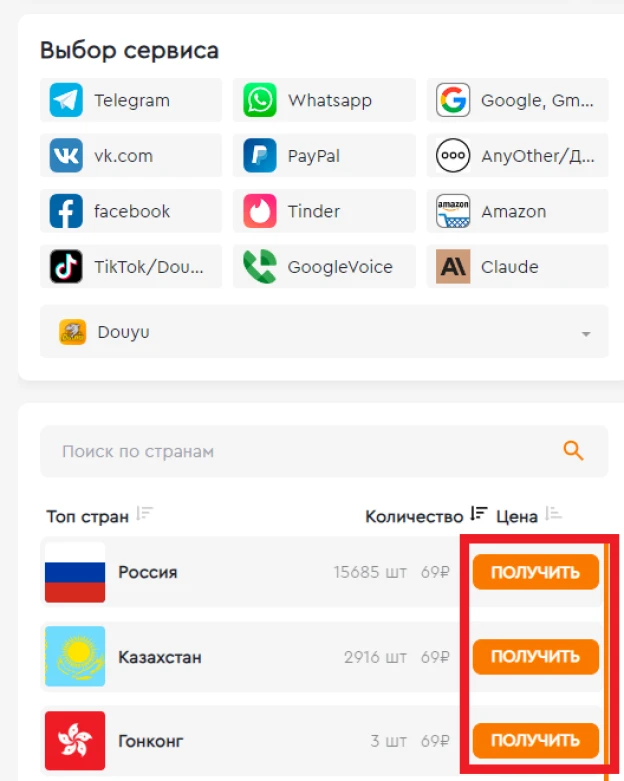 Выбор сервиса
Telegram Whatsapp Google, Gm...
vk.com PayPal AnyOther/Д...
facebook Tinder amazon Amazon
TikTok/Dou... GoogleVoice Claude
Douyu
Поиск по странам
Топ стран Количество Цена
Россия 15685 шт 69₽ ПОЛУЧИТЬ
Казахстан 2916 шт 69₽ ПОЛУЧИТЬ
Гонконг 3 шт 69₽ ПОЛУЧИТЬ